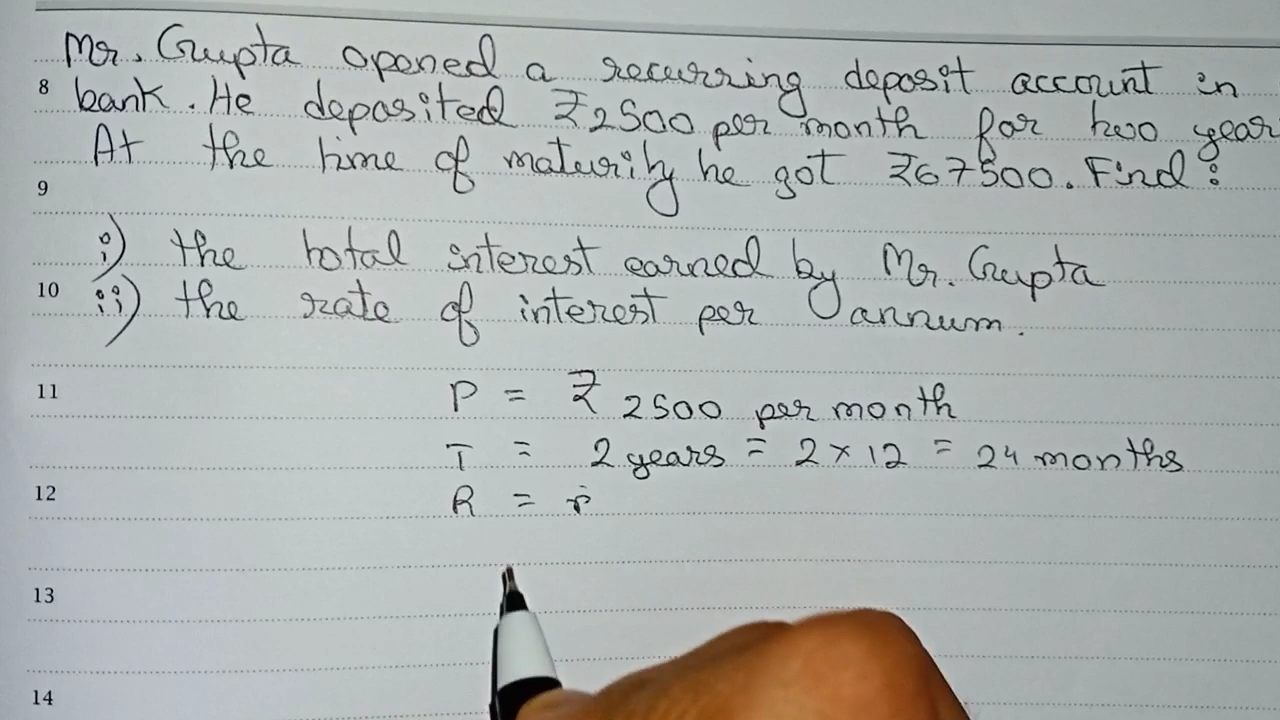 Mr. Gupta opened a recurring deposit account in
8
bank. He deposited ₹2500 per month for two year
At the time of maturity he got ₹67500. Find :
9
i) the total interest earned by Mr. Gupta
10
ii) the rate of interest per annum.
11
P = ₹ 2500 per month
T = 2 years = 2 × 12 = 24 months
12
R = r
13
14